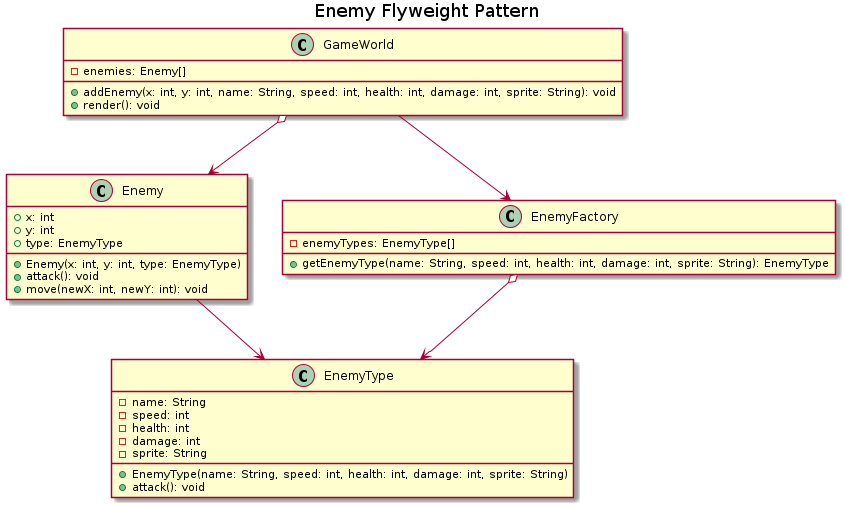 Enemy Flyweight Pattern
C GameWorld
enemies: Enemy[]
addEnemy(x: int, y: int, name: String, speed: int, health: int, damage: int, sprite: String): void
render(): void
C Enemy
x: int
y: int
type: EnemyType
Enemy(x: int, y: int, type: EnemyType)
attack(): void
move(newX: int, newY: int): void
C EnemyFactory
enemyTypes: EnemyType[]
getEnemyType(name: String, speed: int, health: int, damage: int, sprite: String): EnemyType
C EnemyType
name: String
speed: int
health: int
damage: int
sprite: String
EnemyType(name: String, speed: int, health: int, damage: int, sprite: String)
attack(): void